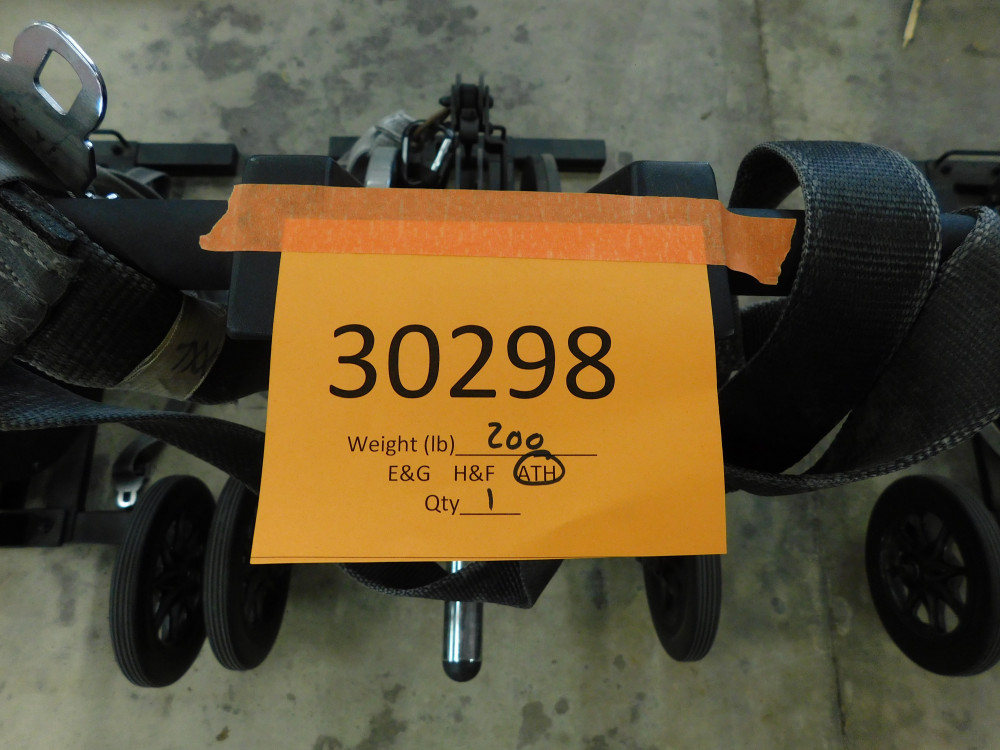 30298
Weight (lb) 200
E&G H&F ATH
Qty 1